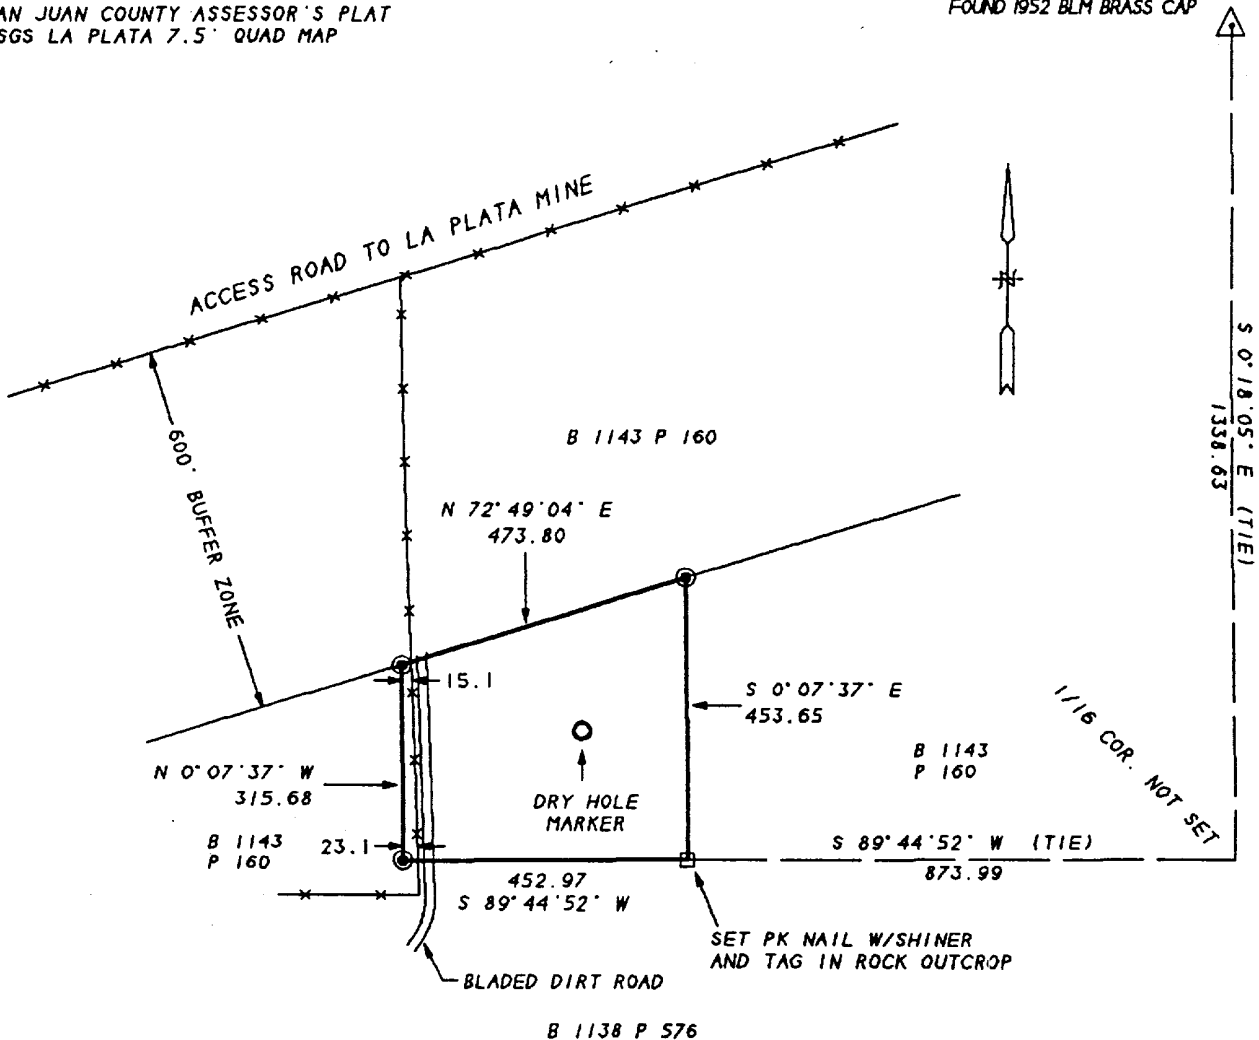 AN JUAN COUNTY ASSESSOR'S PLAT
SGS LA PLATA 7.5' QUAD MAP
FOUND 1952 BLM BRASS CAP
ACCESS ROAD TO LA PLATA MINE
S 0°18'05" E (TIE)
1338.63
B 1143 P 160
600' BUFFER ZONE
N 72°49'04" E
473.80
15.1
S 0°07'37" E
453.65
1/16 COR. NOT SET
N 0°07'37" W
315.68
DRY HOLE
MARKER
B 1143
P 160
B 1143
P 160
23.1
S 89°44'52" W (TIE)
873.99
452.97
S 89°44'52" W
SET PK NAIL W/SHINER
AND TAG IN ROCK OUTCROP
BLADED DIRT ROAD
B 1138 P 576